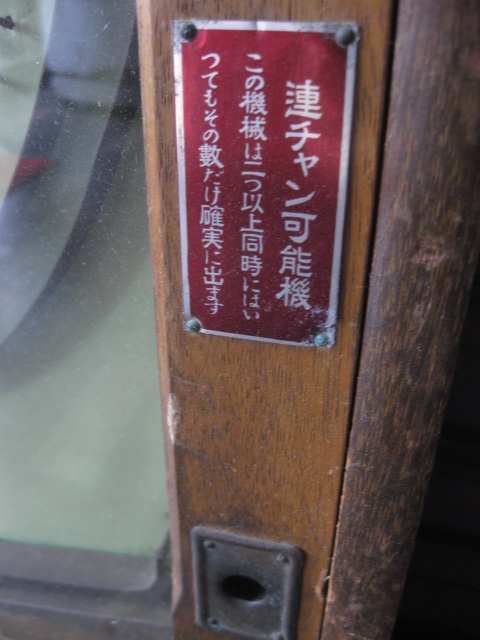 連チャン可能機
この機械は二つ以上同時にはい
つてもその數だけ確実に出ます